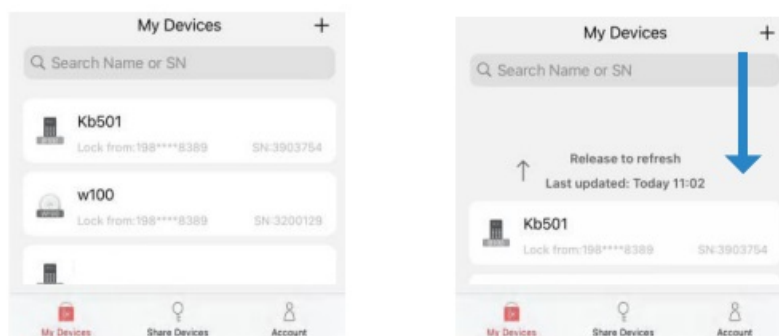 My Devices +
Search Name or SN
Kb501
Lock from:198****8389 SN:3903754
w100
Lock from:198****8389 SN:3200129
My Devices Share Devices Account
My Devices +
Search Name or SN
Release to refresh
Last updated: Today 11:02
Kb501
Lock from:198****8389 SN:3903754
My Devices Share Devices Account